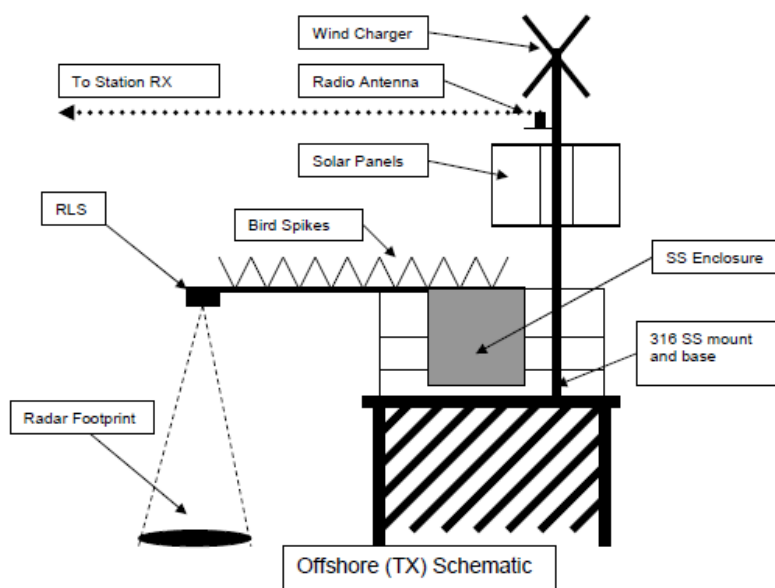 Wind Charger
To Station RX
Radio Antenna
Solar Panels
RLS
Bird Spikes
SS Enclosure
316 SS mount
and base
Radar Footprint
Offshore (TX) Schematic